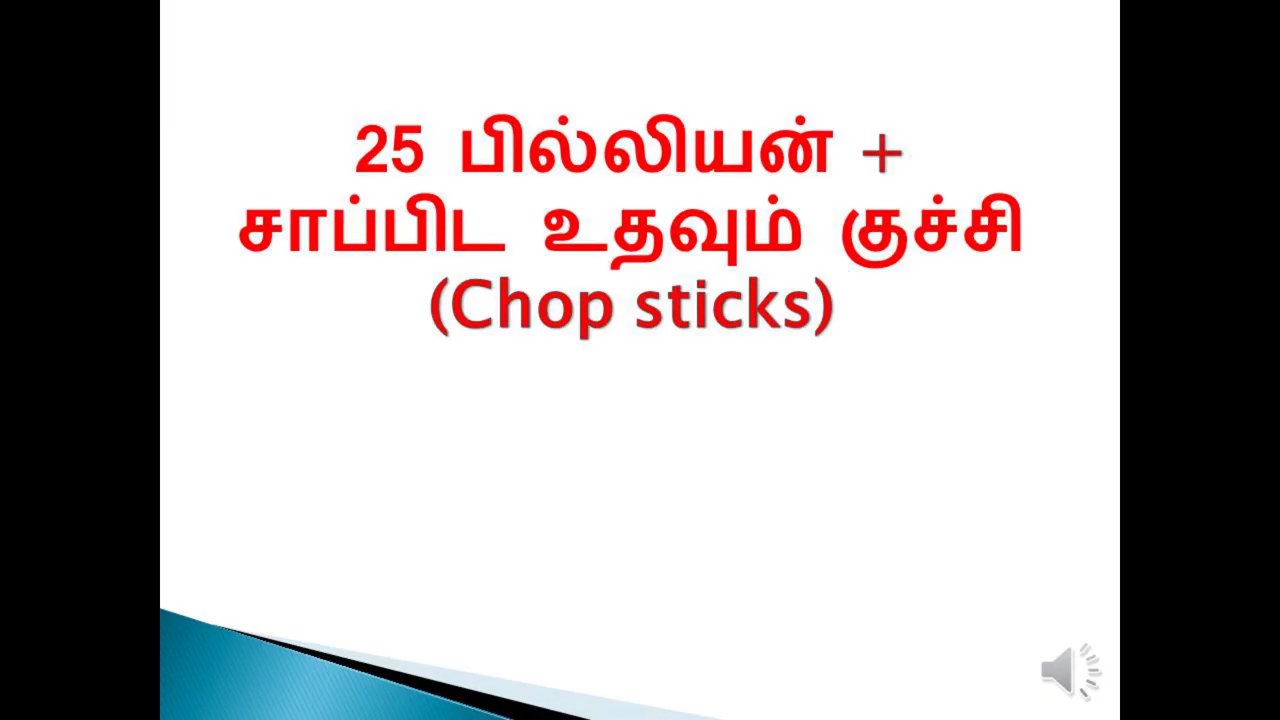 25 பில்லியன் +
சாப்பிட உதவும் குச்சி
(Chop sticks)